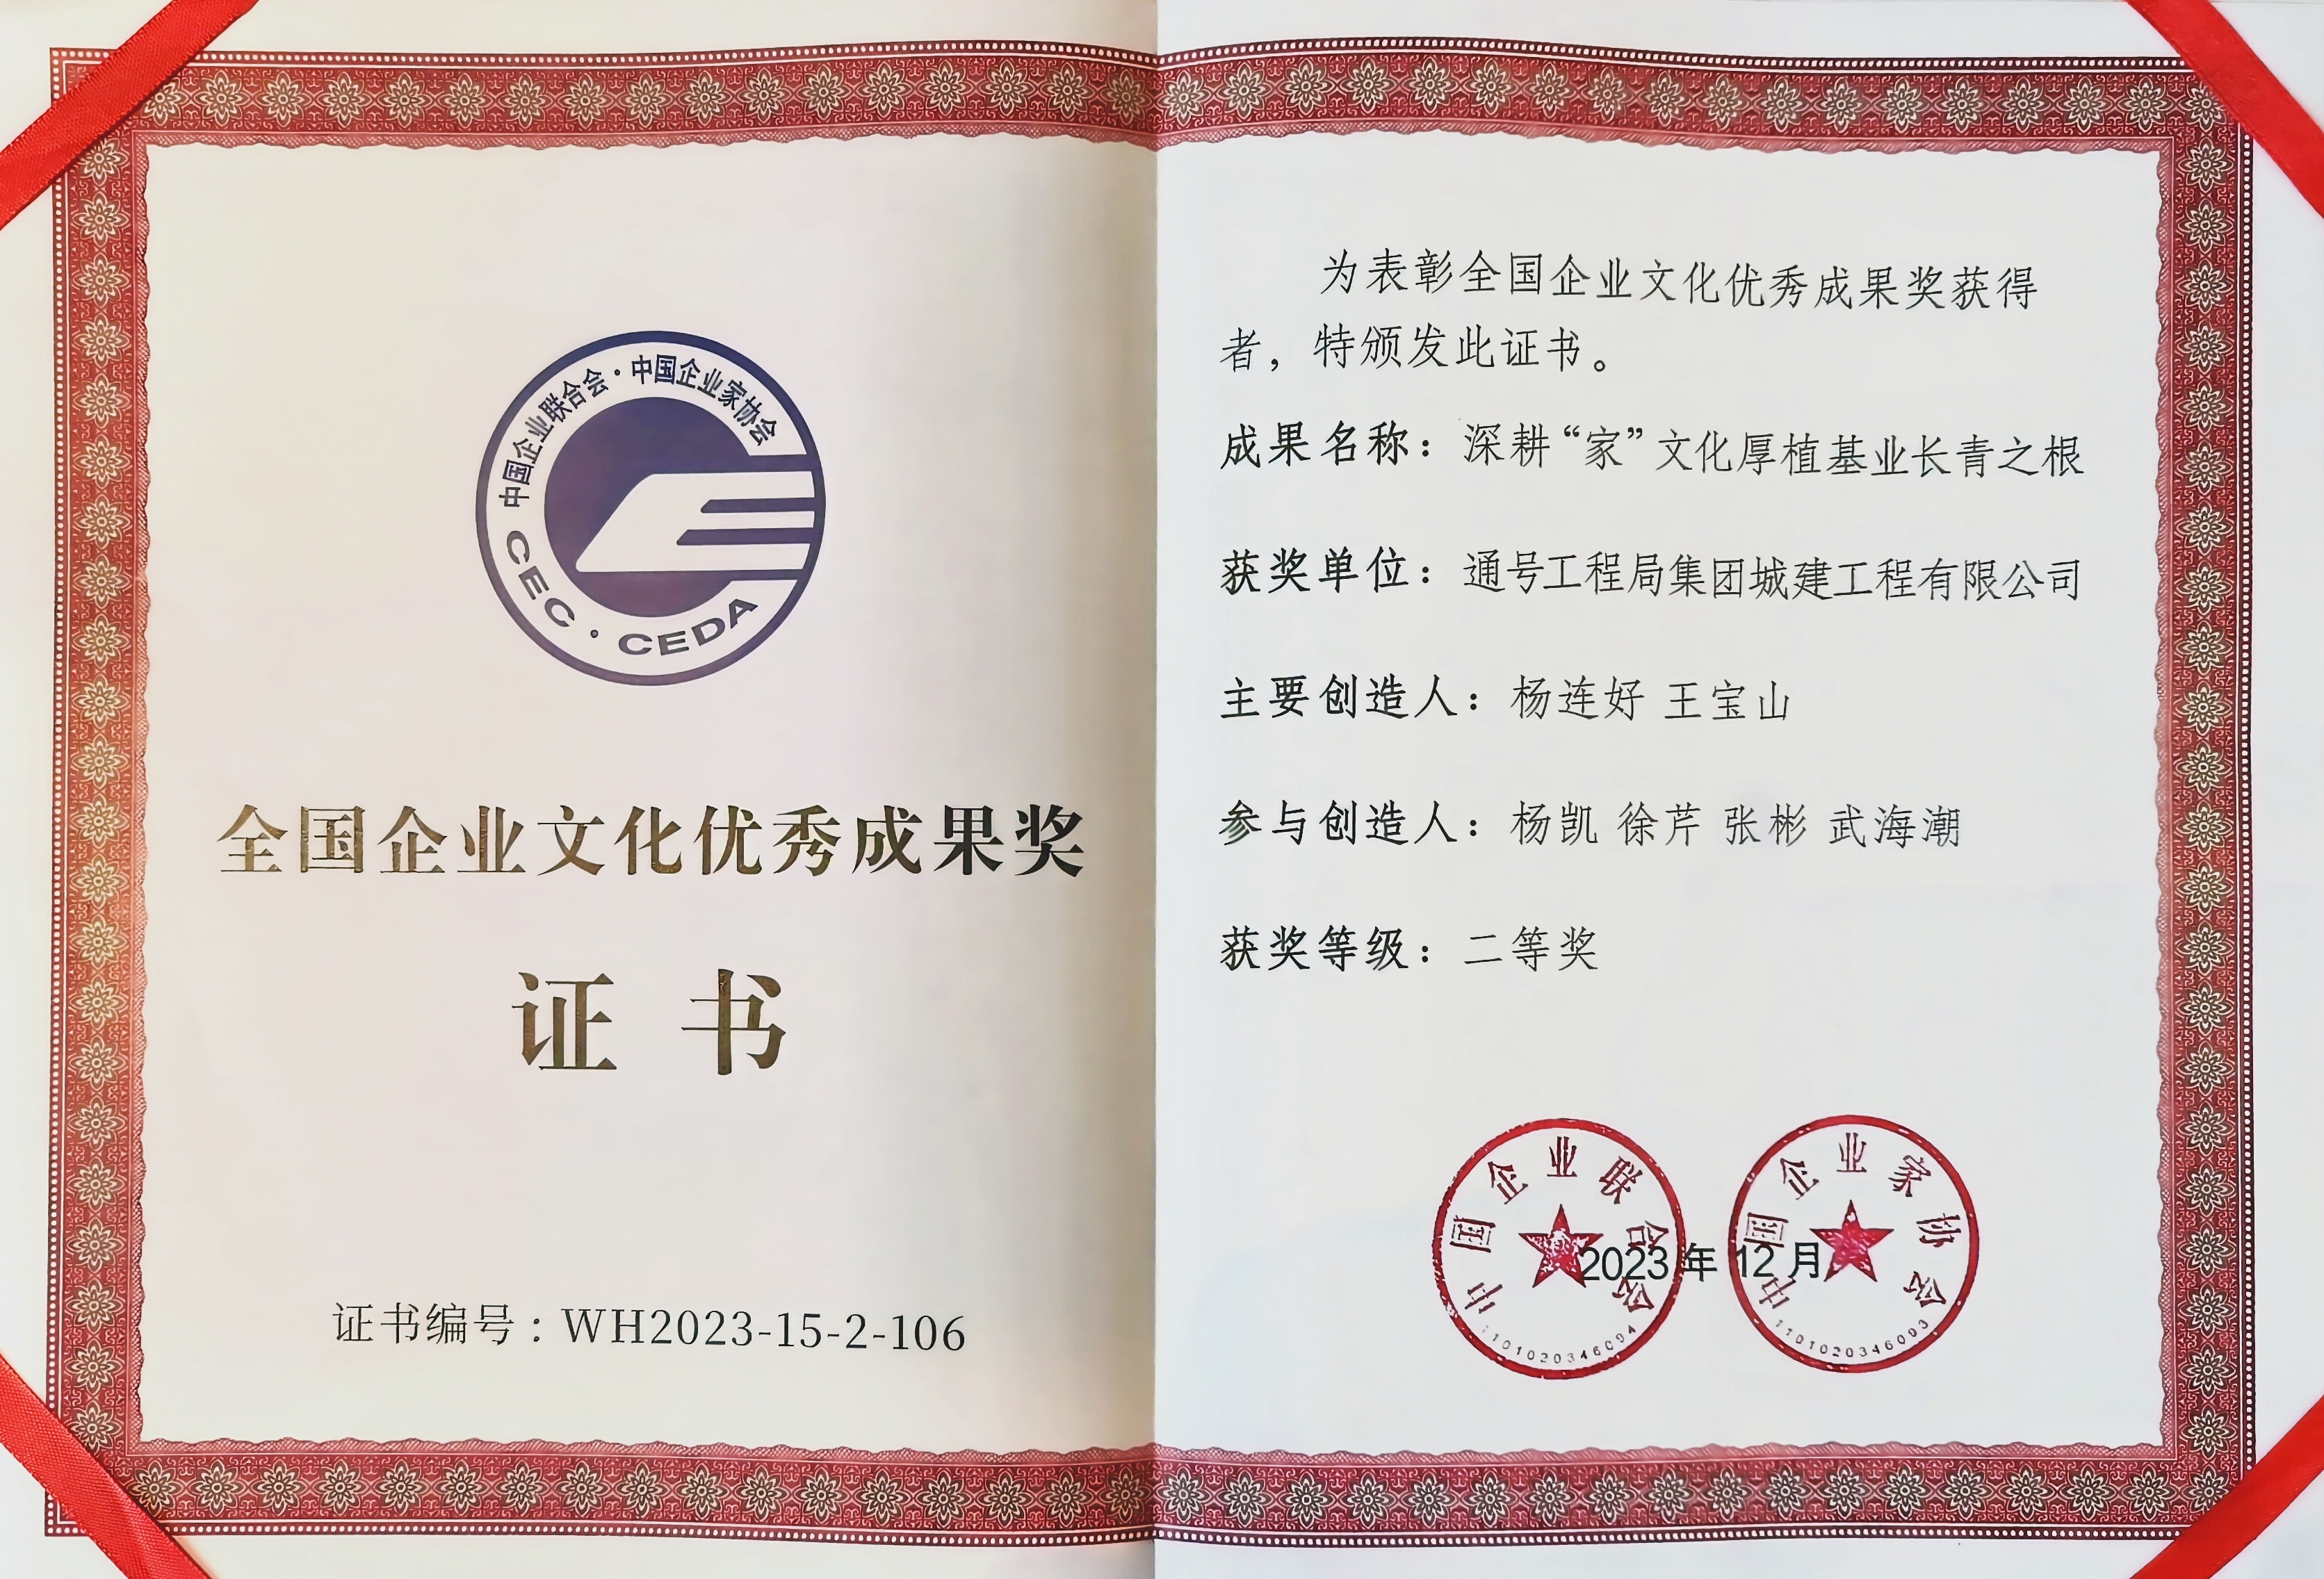 中国企业联合会·中国企业家协会
CEC·CEDA
全国企业文化优秀成果奖
证书
证书编号：WH2023-15-2-106
为表彰全国企业文化优秀成果奖获得
者，特颁发此证书。
成果名称：深耕“家”文化厚植基业长青之根
获奖单位：通号工程局集团城建工程有限公司
主要创造人：杨连好 王宝山
参与创造人：杨凯 徐芹 张彬 武海潮
获奖等级：二等奖
中国企业联合会
1101020346094
中国企业家协会
1101020346093
2023年12月